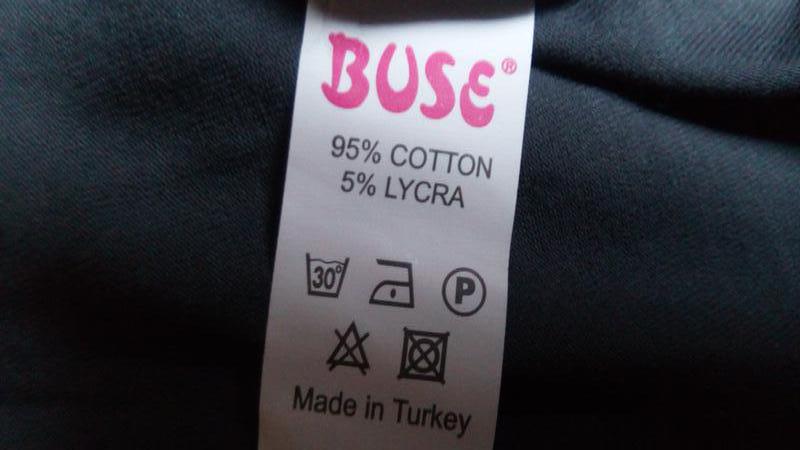 BUSE®
95% COTTON
5% LYCRA
30° P
Made in Turkey